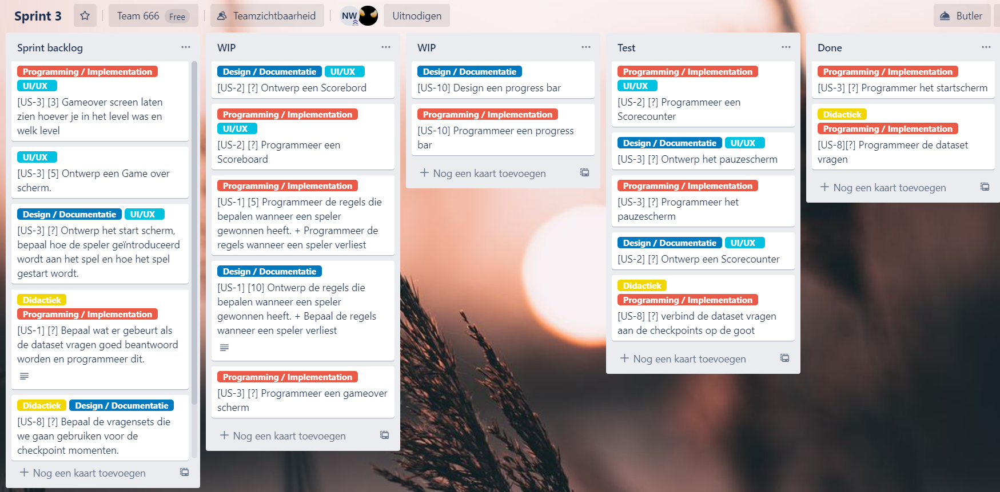 Sprint 3
Team 666 Free
Teamzichtbaarheid
NW
Uitnodigen
Butler
Sprint backlog
Programming / Implementation
UI/UX
[US-3] [3] Gameover screen laten
zien hoever je in het level was en
welk level
UI/UX
[US-3] [5] Ontwerp een Game over
scherm.
Design / Documentatie UI/UX
[US-3] [?] Ontwerp het start scherm,
bepaal hoe de speler geïntroduceerd
wordt aan het spel en hoe het spel
gestart wordt.
Didactiek
Programming / Implementation
[US-1] [?] Bepaal wat er gebeurt als
de dataset vragen goed beantwoord
worden en programmeer dit.
Didactiek Design / Documentatie
[US-8] [?] Bepaal de vragensets die
we gaan gebruiken voor de
checkpoint momenten.
+ Nog een kaart toevoegen
WIP
Design / Documentatie UI/UX
[US-2] [?] Ontwerp een Scorebord
Programming / Implementation
UI/UX
[US-2] [?] Programmeer een
Scoreboard
Programming / Implementation
[US-1] [5] Programmeer de regels die
bepalen wanneer een speler
gewonnen heeft. + Programmeer de
regels wanneer een speler verliest
Design / Documentatie
[US-1] [10] Ontwerp de regels die
bepalen wanneer een speler
gewonnen heeft. + Bepaal de regels
wanneer een speler verliest
Programming / Implementation
[US-3] [?] Programmeer een gameover
scherm
+ Nog een kaart toevoegen
WIP
Design / Documentatie
[US-10] Design een progress bar
Programming / Implementation
[US-10] Programmeer een progress
bar
+ Nog een kaart toevoegen
Test
Programming / Implementation
UI/UX
[US-2] [?] Programmeer een
Scorecounter
Design / Documentatie UI/UX
[US-3] [?] Ontwerp het pauzescherm
Programming / Implementation
[US-3] [?] Programmeer het
pauzescherm
Design / Documentatie UI/UX
[US-2] [?] Ontwerp een Scorecounter
Didactiek
Programming / Implementation
[US-8] [?] verbind de dataset vragen
aan de checkpoints op de goot
+ Nog een kaart toevoegen
Done
Programming / Implementation
[US-3] [?] Programmer het startscherm
Didactiek
Programming / Implementation
[US-8][?] Programmeer de dataset
vragen
+ Nog een kaart toevoegen